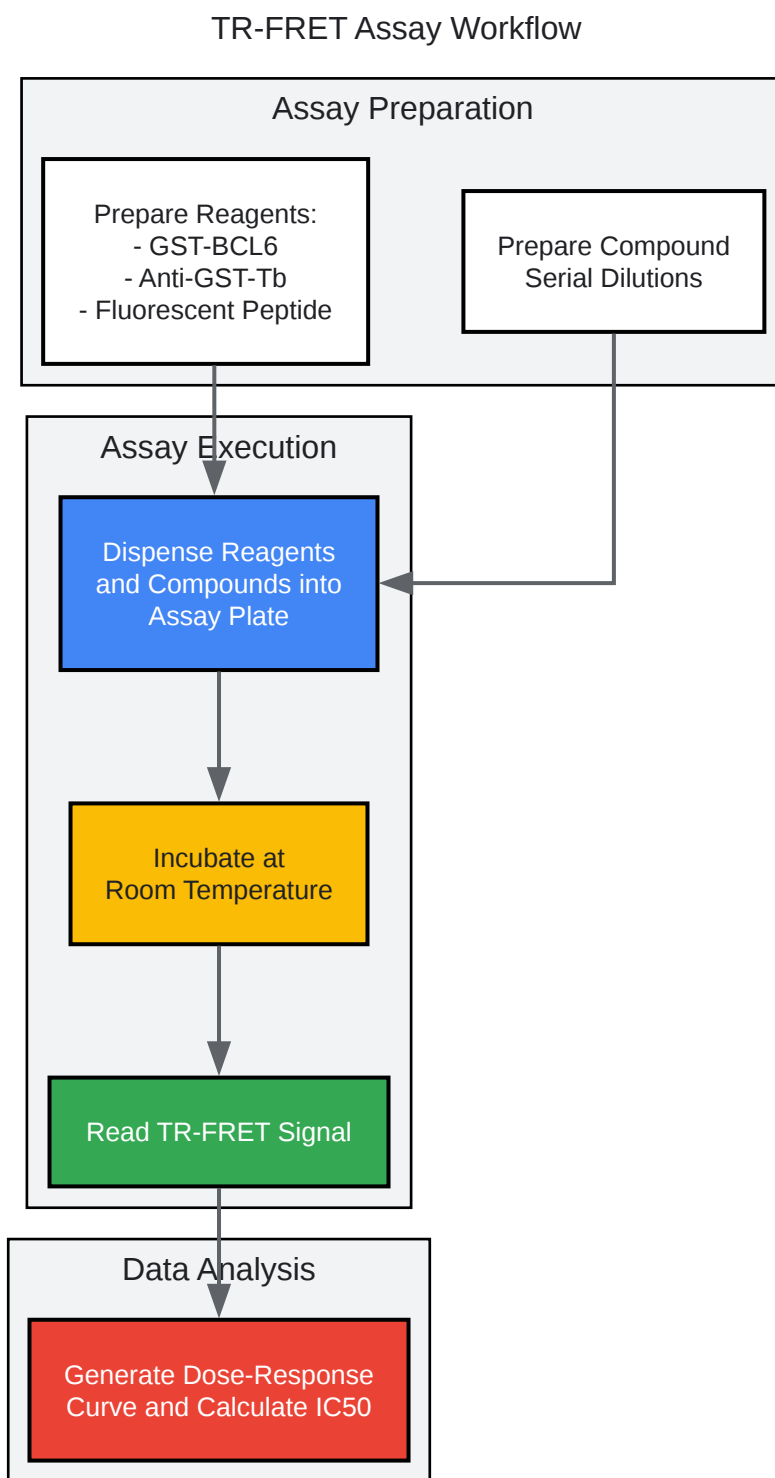 TR-FRET Assay Workflow
Assay Preparation
Prepare Reagents:
- GST-BCL6
- Anti-GST-Tb
- Fluorescent Peptide
Prepare Compound
Serial Dilutions
Assay Execution
Dispense Reagents
and Compounds into
Assay Plate
Incubate at
Room Temperature
Read TR-FRET Signal
Data Analysis
Generate Dose-Response
Curve and Calculate IC50